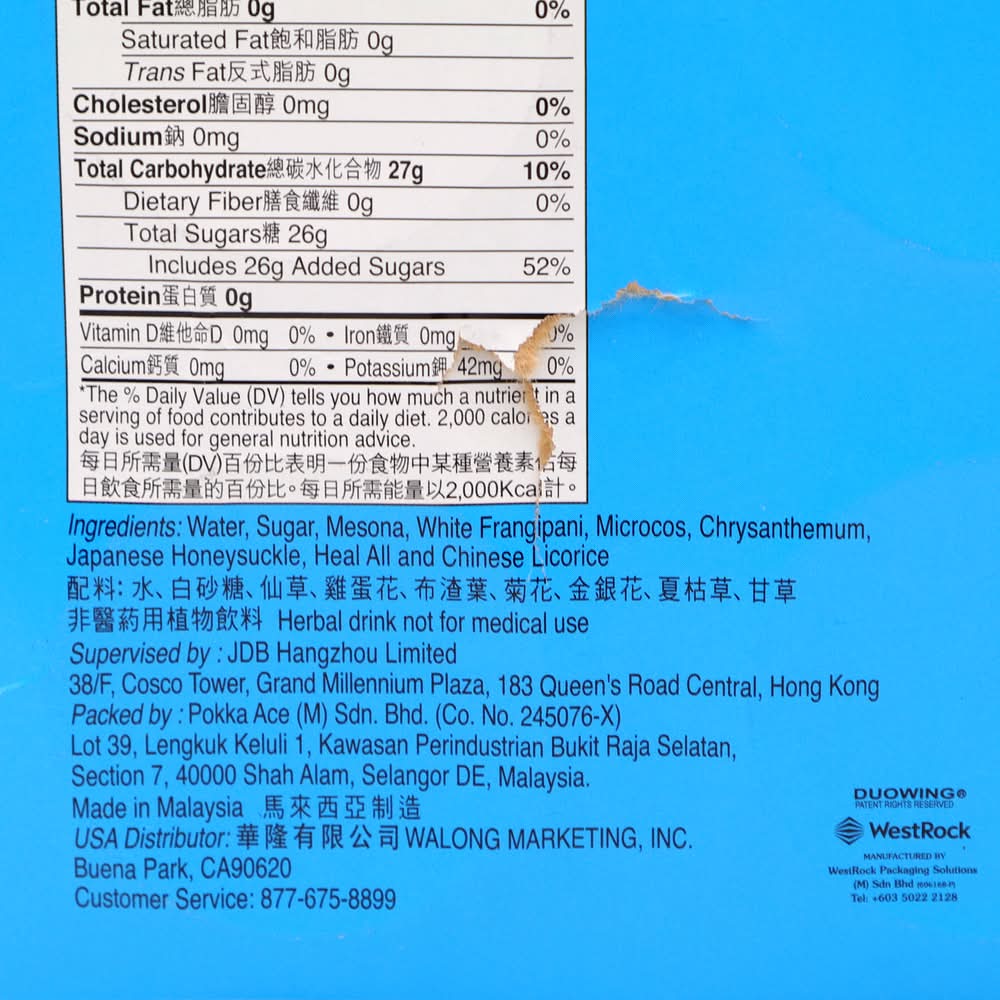 Total Fat總脂肪 0g 0%
Saturated Fat飽和脂肪 0g
Trans Fat反式脂肪 0g
Cholesterol膽固醇 0mg 0%
Sodium鈉 0mg 0%
Total Carbohydrate總碳水化合物 27g 10%
Dietary Fiber膳食纖維 0g 0%
Total Sugars糖 26g
Includes 26g Added Sugars 52%
Protein蛋白質 0g
Vitamin D維他命D 0mg 0% • Iron鐵質 0mg 0%
Calcium鈣質 0mg 0% • Potassium鉀 42mg 0%
*The % Daily Value (DV) tells you how much a nutrient in a
serving of food contributes to a daily diet. 2,000 calories a
day is used for general nutrition advice.
每日所需量(DV)百份比表明一份食物中某種營養素佔每
日飲食所需量的百份比。每日所需能量以2,000Kcal計。
Ingredients: Water, Sugar, Mesona, White Frangipani, Microcos, Chrysanthemum,
Japanese Honeysuckle, Heal All and Chinese Licorice
配料: 水、白砂糖、仙草、雞蛋花、布渣葉、菊花、金銀花、夏枯草、甘草
非醫葯用植物飲料 Herbal drink not for medical use
Supervised by : JDB Hangzhou Limited
38/F, Cosco Tower, Grand Millennium Plaza, 183 Queen's Road Central, Hong Kong
Packed by : Pokka Ace (M) Sdn. Bhd. (Co. No. 245076-X)
Lot 39, Lengkuk Keluli 1, Kawasan Perindustrian Bukit Raja Selatan,
Section 7, 40000 Shah Alam, Selangor DE, Malaysia.
Made in Malaysia 馬來西亞制造
USA Distributor: 華隆有限公司 WALONG MARKETING, INC.
Buena Park, CA90620
Customer Service: 877-675-8899
DUOWING®
PATENT RIGHTS RESERVED
WestRock
MANUFACTURED BY
WestRock Packaging Solutions
(M) Sdn Bhd (606168-P)
Tel: +603 5022 2128